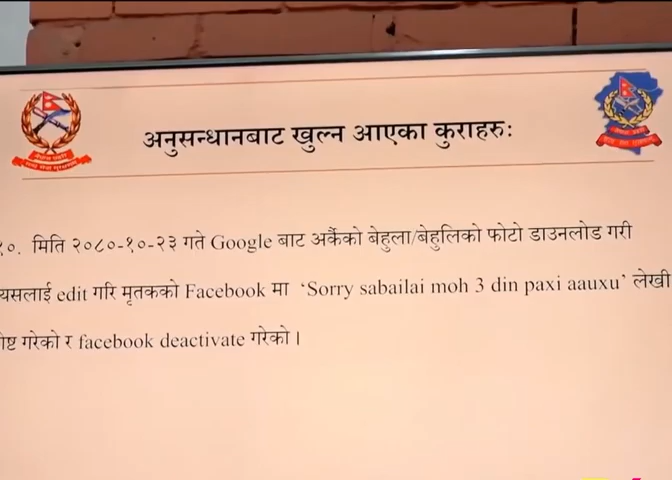 अनुसन्धानबाट खुल्न आएका कुराहरुः
०. मिति २०८०-१०-२३ गते Google बाट अर्कैको बेहुला/बेहुलिको फोटो डाउनलोड गरी
यसलाई edit गरि मृतकको Facebook मा ‘Sorry sabailai moh 3 din paxi aauxu’ लेखी
गरेको र facebook deactivate गरेको ।